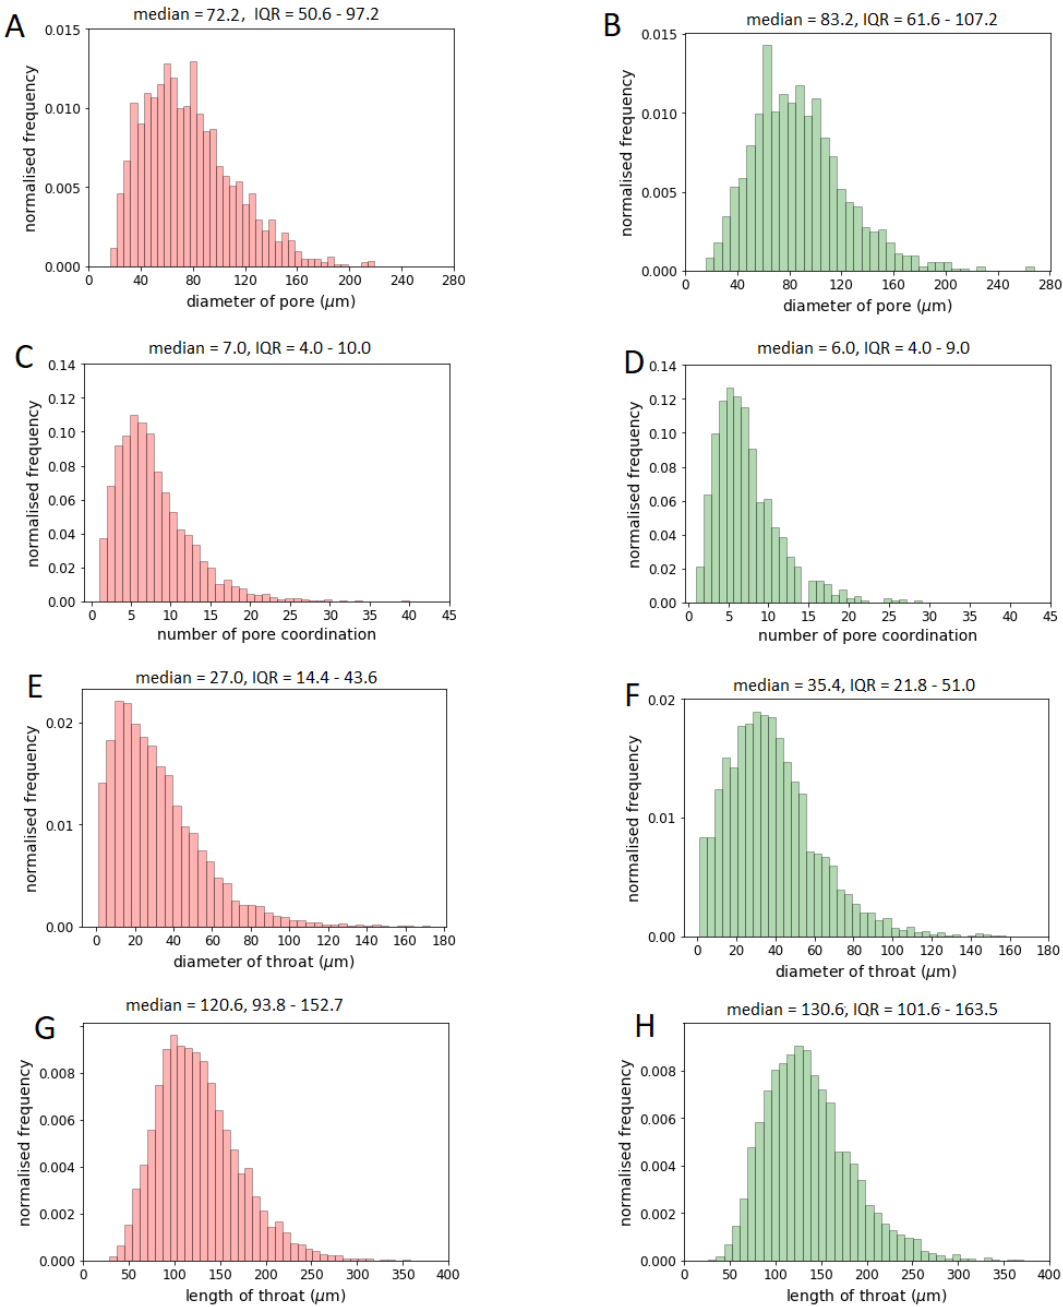 A
median = 72.2, IQR = 50.6 - 97.2
normalised frequency
0.015
0.010
0.005
0.000
0 40 80 120 160 200 240 280
diameter of pore (μm)
B
median = 83.2, IQR = 61.6 - 107.2
normalised frequency
0.015
0.010
0.005
0.000
0 40 80 120 160 200 240 280
diameter of pore (μm)
C
median = 7.0, IQR = 4.0 - 10.0
normalised frequency
0.14
0.12
0.10
0.08
0.06
0.04
0.02
0.00
0 5 10 15 20 25 30 35 40 45
number of pore coordination
D
median = 6.0, IQR = 4.0 - 9.0
normalised frequency
0.14
0.12
0.10
0.08
0.06
0.04
0.02
0.00
0 5 10 15 20 25 30 35 40 45
number of pore coordination
E
median = 27.0, IQR = 14.4 - 43.6
normalised frequency
0.02
0.01
0.00
0 20 40 60 80 100 120 140 160 180
diameter of throat (μm)
F
median = 35.4, IQR = 21.8 - 51.0
normalised frequency
0.02
0.01
0.00
0 20 40 60 80 100 120 140 160 180
diameter of throat (μm)
G
median = 120.6, 93.8 - 152.7
normalised frequency
0.008
0.006
0.004
0.002
0.000
0 50 100 150 200 250 300 350 400
length of throat (μm)
H
median = 130.6, IQR = 101.6 - 163.5
normalised frequency
0.008
0.006
0.004
0.002
0.000
0 50 100 150 200 250 300 350 400
length of throat (μm)